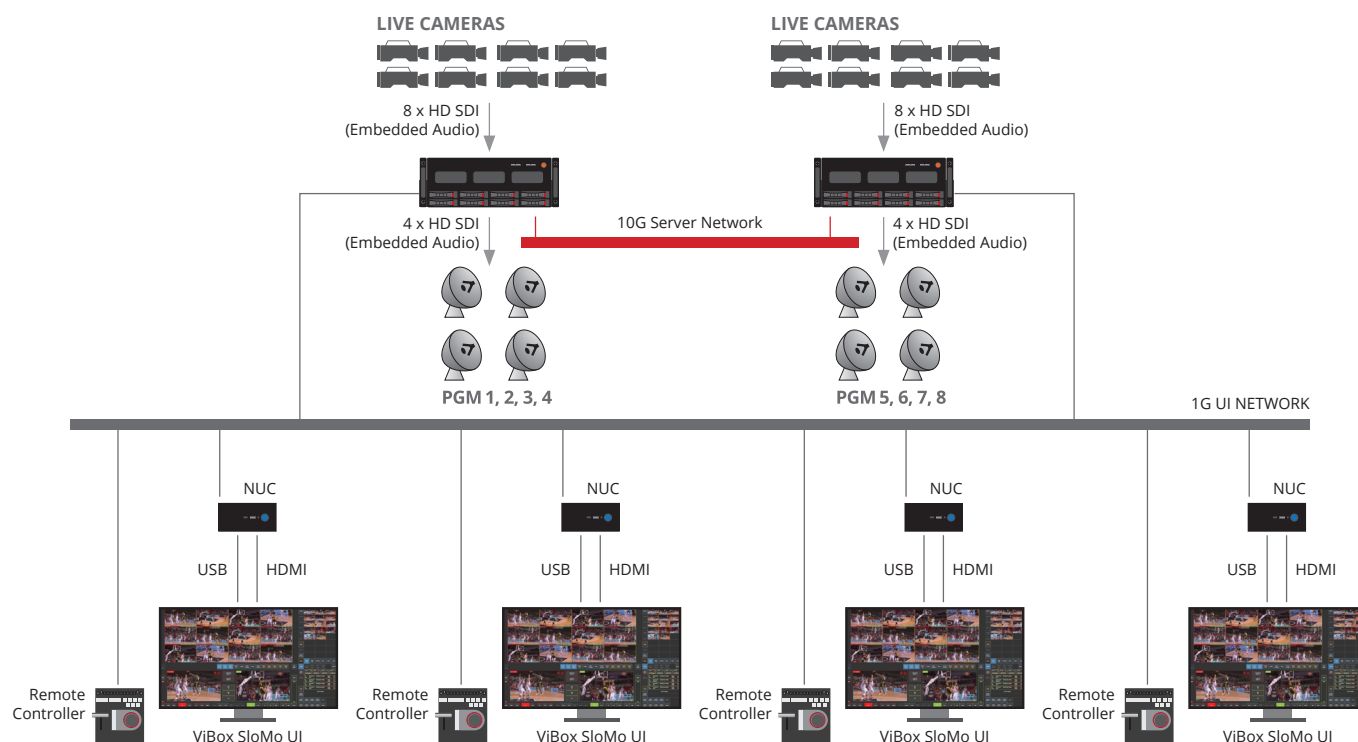 LIVE CAMERAS
LIVE CAMERAS
8 x HD SDI
(Embedded Audio)
8 x HD SDI
(Embedded Audio)
4 x HD SDI
(Embedded Audio)
10G Server Network
4 x HD SDI
(Embedded Audio)
PGM 1, 2, 3, 4
PGM 5, 6, 7, 8
1G UI NETWORK
NUC
NUC
NUC
NUC
USB
HDMI
USB
HDMI
USB
HDMI
USB
HDMI
Remote
Controller
Remote
Controller
Remote
Controller
Remote
Controller
ViBox SloMo UI
ViBox SloMo UI
ViBox SloMo UI
ViBox SloMo UI